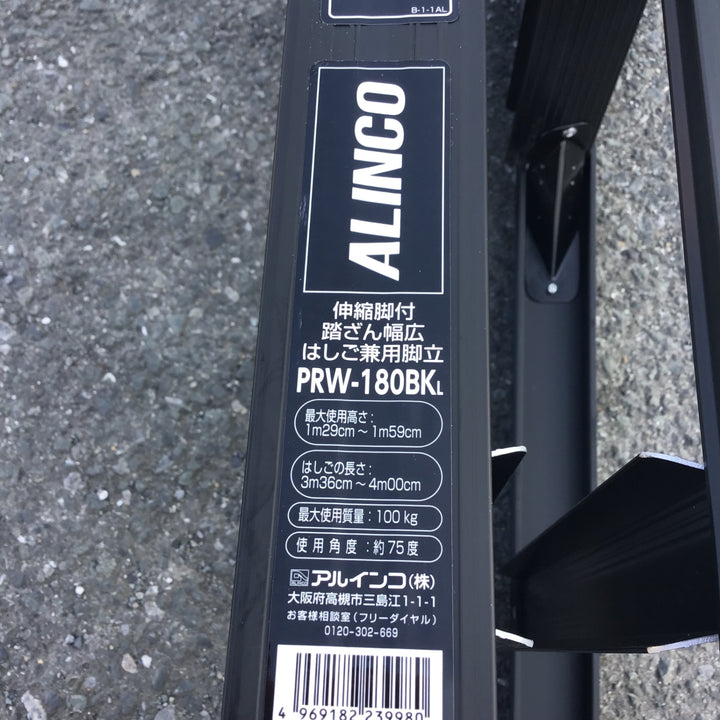 B-1-1AL
ALINCO
伸縮脚付
踏ざん幅広
はしご兼用脚立
PRW-180BKL
最大使用高さ:
1m29cm～1m59cm
はしごの長さ:
3m36cm～4m00cm
最大使用質量:100kg
使用角度:約75度
アルインコ(株)
大阪府高槻市三島江1-1-1
お客様相談室(フリーダイヤル)
0120-302-669
4 969182 239980